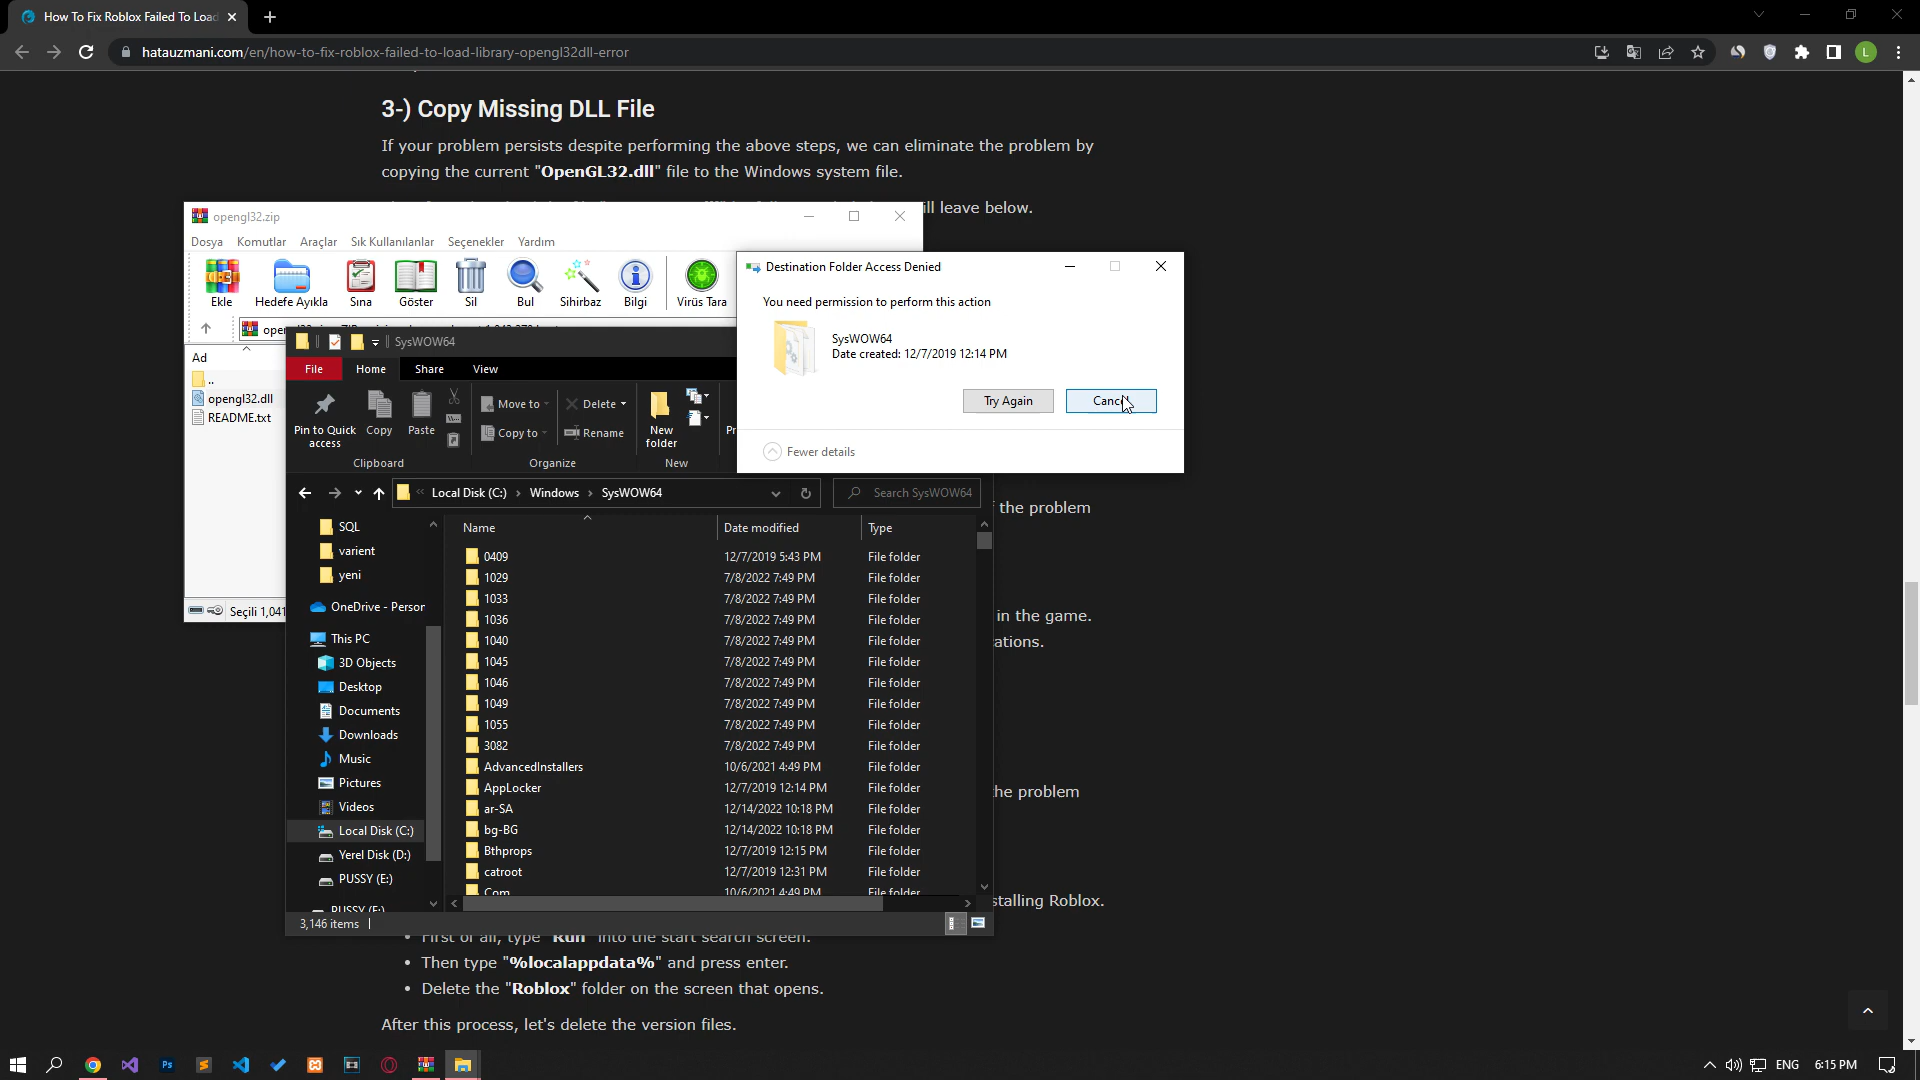 How To Fix Roblox Failed To Load
hatauzmani.com/en/how-to-fix-roblox-failed-to-load-library-opengl32dll-error
L
3-) Copy Missing DLL File
If your problem persists despite performing the above steps, we can eliminate the problem by
copying the current "OpenGL32.dll" file to the Windows system file.
ill leave below.
opengl32.zip
Dosya Komutlar Araçlar Sık Kullanılanlar Seçenekler Yardım
Ekle Hedefe Ayıkla Sına Göster Sil Bul Sihirbaz Bilgi Virüs Tara
Ad
..
opengl32.dll
README.txt
Seçili 1,041
Destination Folder Access Denied
You need permission to perform this action
SysWOW64
Date created: 12/7/2019 12:14 PM
Try Again Cancel
Fewer details
SysWOW64
File Home Share View
Pin to Quick access
Copy
Paste
Move to
Copy to
Delete
Rename
New folder
Clipboard Organize New
Local Disk (C:) › Windows › SysWOW64
Search SysWOW64
SQL
varient
yeni
OneDrive - Person
This PC
3D Objects
Desktop
Documents
Downloads
Music
Pictures
Videos
Local Disk (C:)
Yerel Disk (D:)
PUSSY (E:)
PUSSY (E:)
Name Date modified Type
0409 12/7/2019 5:43 PM File folder
1029 7/8/2022 7:49 PM File folder
1033 7/8/2022 7:49 PM File folder
1036 7/8/2022 7:49 PM File folder
1040 7/8/2022 7:49 PM File folder
1045 7/8/2022 7:49 PM File folder
1046 7/8/2022 7:49 PM File folder
1049 7/8/2022 7:49 PM File folder
1055 7/8/2022 7:49 PM File folder
3082 7/8/2022 7:49 PM File folder
AdvancedInstallers 10/6/2021 4:49 PM File folder
AppLocker 12/7/2019 12:14 PM File folder
ar-SA 12/14/2022 10:18 PM File folder
bg-BG 12/14/2022 10:18 PM File folder
Bthprops 12/7/2019 12:15 PM File folder
catroot 12/7/2019 12:31 PM File folder
Com 10/6/2021 4:49 PM File folder
3,146 items
f the problem
in the game.
ations.
the problem
stalling Roblox.
• First of all, type "Run" into the start search screen.
• Then type "%localappdata%" and press enter.
• Delete the "Roblox" folder on the screen that opens.
After this process, let's delete the version files.
ENG 6:15 PM